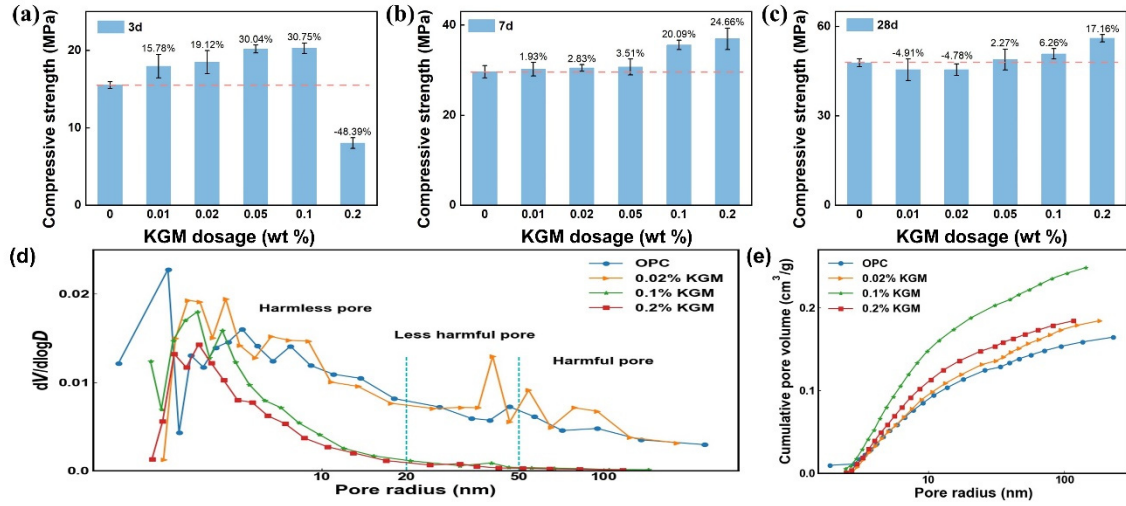 (a)
3d
Compressive strength (MPa)
20
10
0
15.78%
19.12%
30.04%
30.75%
-48.39%
0 0.01 0.02 0.05 0.1 0.2
KGM dosage (wt %)
(b)
7d
Compressive strength (MPa)
40
20
0
1.93%
2.83%
3.51%
20.09%
24.66%
0 0.01 0.02 0.05 0.1 0.2
KGM dosage (wt %)
(c)
28d
Compressive strength (MPa)
60
30
0
-4.91%
-4.78%
2.27%
6.26%
17.16%
0 0.01 0.02 0.05 0.1 0.2
KGM dosage (wt %)
(d)
OPC
0.02% KGM
0.1% KGM
0.2% KGM
Harmless pore
Less harmful pore
Harmful pore
dV/dlogD
0.02
0.01
0.0
10 20 50 100
Pore radius (nm)
(e)
OPC
0.02% KGM
0.1% KGM
0.2% KGM
Cumulative pore volume (cm³/g)
0.2
0.1
0.0
10 100
Pore radius (nm)